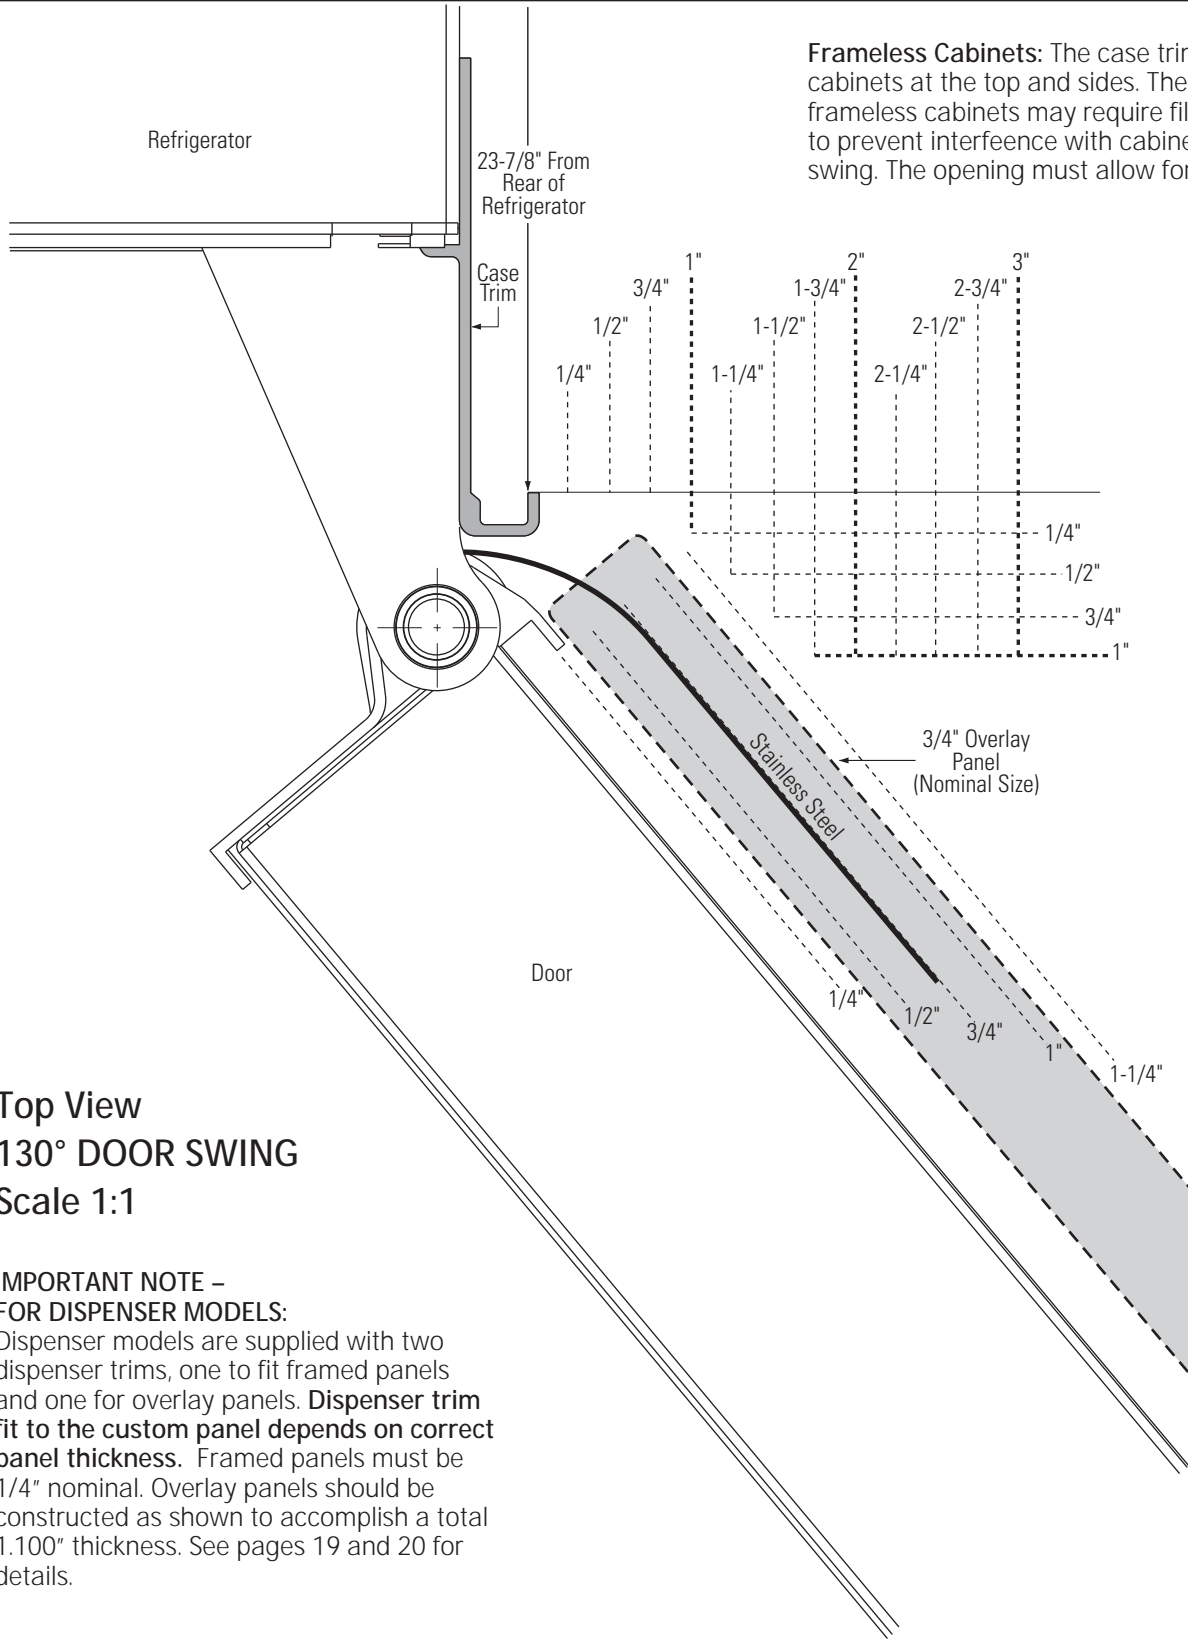 Frameless Cabinets: The case trim
cabinets at the top and sides. The
frameless cabinets may require fil
to prevent interfeence with cabine
swing. The opening must allow for
Refrigerator
23-7/8" From
Rear of
Refrigerator
Case
Trim
1/4"
1/2"
3/4"
1"
1-1/4"
1-1/2"
1-3/4"
2"
2-1/4"
2-1/2"
2-3/4"
3"
1/4"
1/2"
3/4"
1"
3/4" Overlay
Panel
(Nominal Size)
Stainless Steel
Door
1/4"
1/2"
3/4"
1"
1-1/4"
Top View
130° DOOR SWING
Scale 1:1
IMPORTANT NOTE –
FOR DISPENSER MODELS:
Dispenser models are supplied with two
dispenser trims, one to fit framed panels
and one for overlay panels. Dispenser trim
fit to the custom panel depends on correct
panel thickness. Framed panels must be
1/4" nominal. Overlay panels should be
constructed as shown to accomplish a total
1.100" thickness. See pages 19 and 20 for
details.